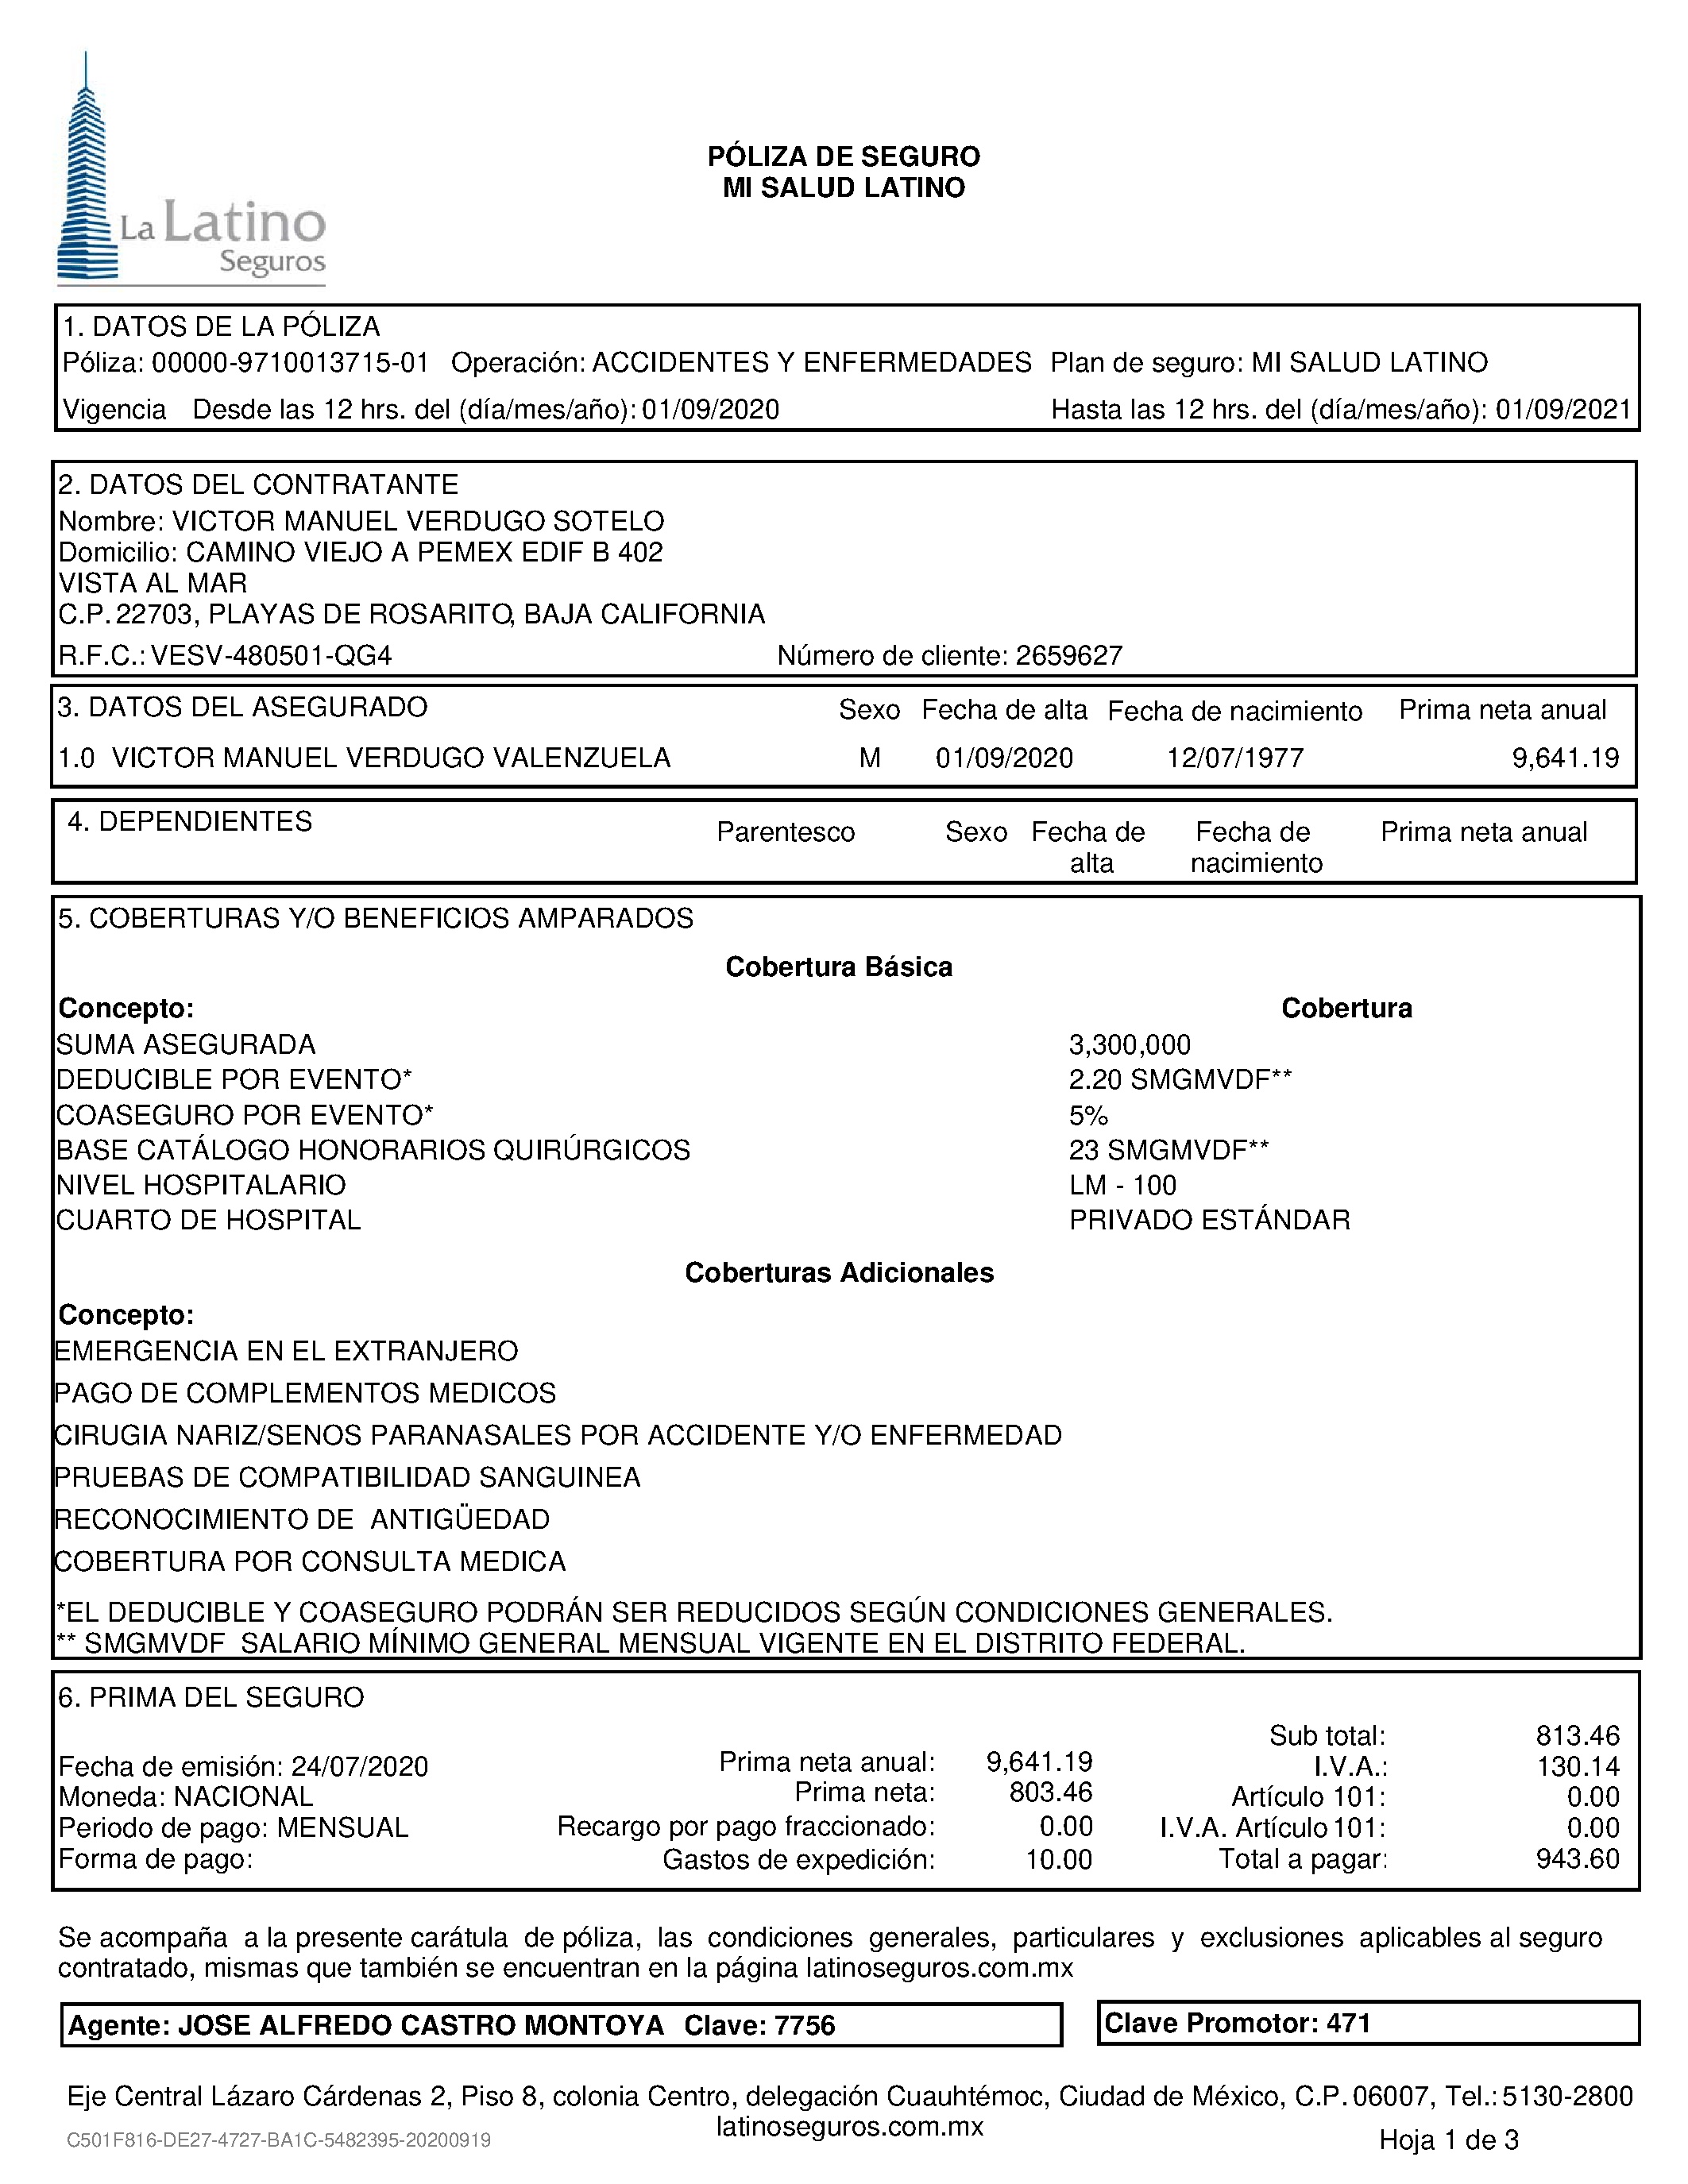 La Latino
Seguros
PÓLIZA DE SEGURO
MI SALUD LATINO
1. DATOS DE LA PÓLIZA
Póliza: 00000-9710013715-01 Operación: ACCIDENTES Y ENFERMEDADES Plan de seguro: MI SALUD LATINO
Vigencia Desde las 12 hrs. del (día/mes/año): 01/09/2020 Hasta las 12 hrs. del (día/mes/año): 01/09/2021
2. DATOS DEL CONTRATANTE
Nombre: VICTOR MANUEL VERDUGO SOTELO
Domicilio: CAMINO VIEJO A PEMEX EDIF B 402
VISTA AL MAR
C.P. 22703, PLAYAS DE ROSARITO, BAJA CALIFORNIA
R.F.C.: VESV-480501-QG4 Número de cliente: 2659627
3. DATOS DEL ASEGURADO Sexo Fecha de alta Fecha de nacimiento Prima neta anual
1.0 VICTOR MANUEL VERDUGO VALENZUELA M 01/09/2020 12/07/1977 9,641.19
4. DEPENDIENTES Parentesco Sexo Fecha de alta Fecha de nacimiento Prima neta anual
5. COBERTURAS Y/O BENEFICIOS AMPARADOS
Cobertura Básica
Concepto: Cobertura
SUMA ASEGURADA 3,300,000
DEDUCIBLE POR EVENTO* 2.20 SMGMVDF**
COASEGURO POR EVENTO* 5%
BASE CATÁLOGO HONORARIOS QUIRÚRGICOS 23 SMGMVDF**
NIVEL HOSPITALARIO LM - 100
CUARTO DE HOSPITAL PRIVADO ESTÁNDAR
Coberturas Adicionales
Concepto:
EMERGENCIA EN EL EXTRANJERO
PAGO DE COMPLEMENTOS MEDICOS
CIRUGIA NARIZ/SENOS PARANASALES POR ACCIDENTE Y/O ENFERMEDAD
PRUEBAS DE COMPATIBILIDAD SANGUINEA
RECONOCIMIENTO DE ANTIGÜEDAD
COBERTURA POR CONSULTA MEDICA
*EL DEDUCIBLE Y COASEGURO PODRÁN SER REDUCIDOS SEGÚN CONDICIONES GENERALES.
** SMGMVDF SALARIO MÍNIMO GENERAL MENSUAL VIGENTE EN EL DISTRITO FEDERAL.
6. PRIMA DEL SEGURO
Sub total: 813.46
Fecha de emisión: 24/07/2020 Prima neta anual: 9,641.19 I.V.A.: 130.14
Moneda: NACIONAL Prima neta: 803.46 Artículo 101: 0.00
Periodo de pago: MENSUAL Recargo por pago fraccionado: 0.00 I.V.A. Artículo 101: 0.00
Forma de pago: Gastos de expedición: 10.00 Total a pagar: 943.60
Se acompaña a la presente carátula de póliza, las condiciones generales, particulares y exclusiones aplicables al seguro
contratado, mismas que también se encuentran en la página latinoseguros.com.mx
Agente: JOSE ALFREDO CASTRO MONTOYA Clave: 7756 Clave Promotor: 471
Eje Central Lázaro Cárdenas 2, Piso 8, colonia Centro, delegación Cuauhtémoc, Ciudad de México, C.P. 06007, Tel.: 5130-2800
latinoseguros.com.mx
C501F816-DE27-4727-BA1C-5482395-20200919 Hoja 1 de 3